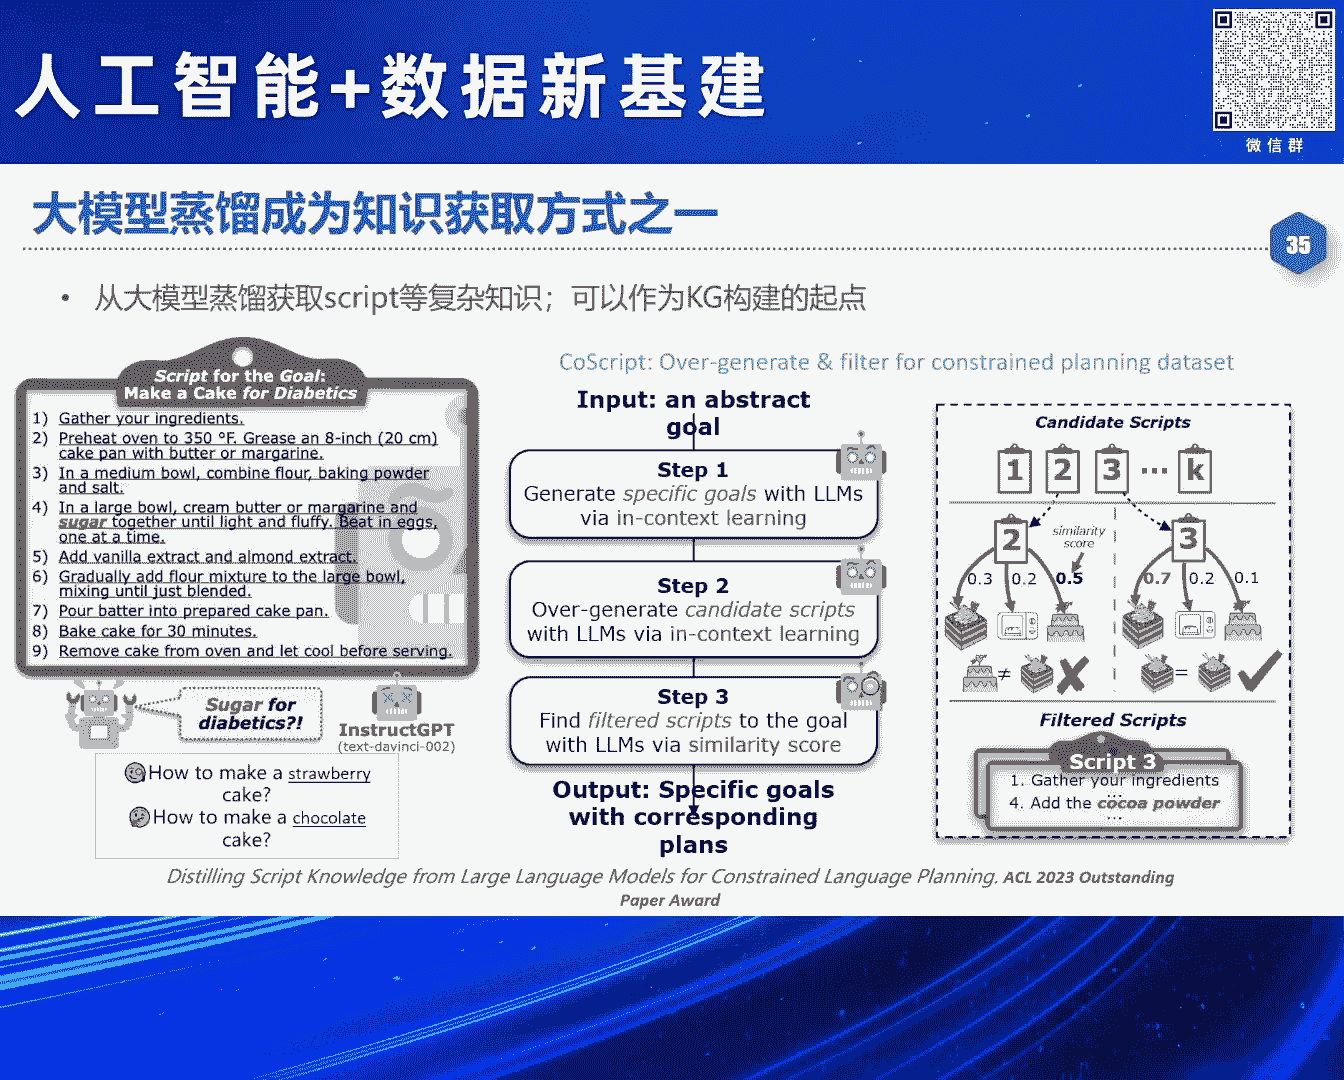 人工智能+数据新基建
微信群
大模型蒸馏成为知识获取方式之一
35
• 从大模型蒸馏获取script等复杂知识；可以作为KG构建的起点
Script for the Goal:
Make a Cake for Diabetics
1) Gather your ingredients.
2) Preheat oven to 350 °F. Grease an 8-inch (20 cm)
cake pan with butter or margarine.
3) In a medium bowl, combine flour, baking powder
and salt.
4) In a large bowl, cream butter or margarine and
sugar together until light and fluffy. Beat in eggs,
one at a time.
5) Add vanilla extract and almond extract.
6) Gradually add flour mixture to the large bowl,
mixing until just blended.
7) Pour batter into prepared cake pan.
8) Bake cake for 30 minutes.
9) Remove cake from oven and let cool before serving.
Sugar for
diabetics?!
InstructGPT
(text-davinci-002)
How to make a strawberry
cake?
How to make a chocolate
cake?
CoScript: Over-generate & filter for constrained planning dataset
Input: an abstract
goal
Step 1
Generate specific goals with LLMs
via in-context learning
Step 2
Over-generate candidate scripts
with LLMs via in-context learning
Step 3
Find filtered scripts to the goal
with LLMs via similarity score
Output: Specific goals
with corresponding
plans
Candidate Scripts
1 2 3 ··· k
2 similarity 3
score
0.3 0.2 0.5 0.7 0.2 0.1
≠ =
Filtered Scripts
Script 3
1. Gather your ingredients
...
4. Add the cocoa powder
...
Distilling Script Knowledge from Large Language Models for Constrained Language Planning. ACL 2023 Outstanding
Paper Award